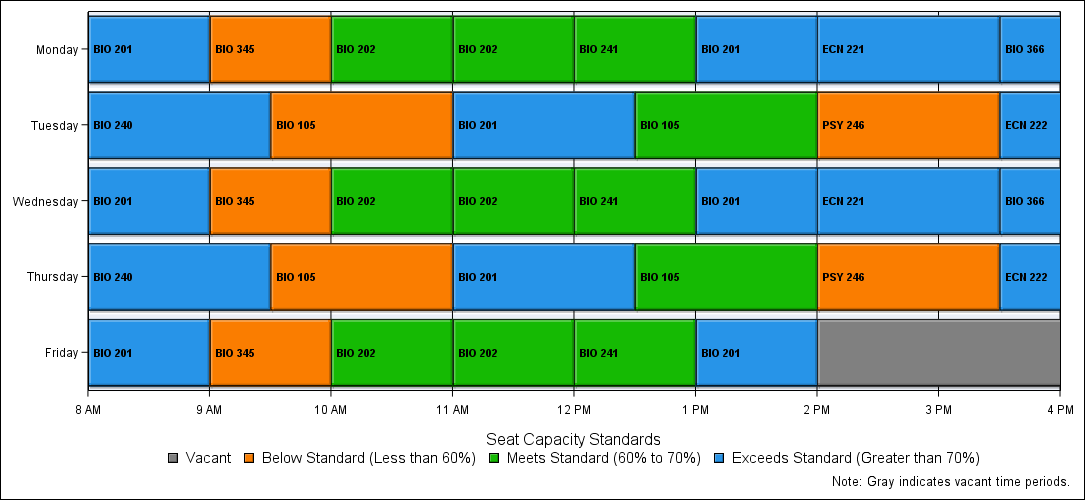 Monday BIO 201 BIO 345 BIO 202 BIO 202 BIO 241 BIO 201 ECN 221 BIO 366
Tuesday BIO 240 BIO 105 BIO 201 BIO 105 PSY 246 ECN 222
Wednesday BIO 201 BIO 345 BIO 202 BIO 202 BIO 241 BIO 201 ECN 221 BIO 366
Thursday BIO 240 BIO 105 BIO 201 BIO 105 PSY 246 ECN 222
Friday BIO 201 BIO 345 BIO 202 BIO 202 BIO 241 BIO 201
8 AM 9 AM 10 AM 11 AM 12 PM 1 PM 2 PM 3 PM 4 PM
Seat Capacity Standards
Vacant Below Standard (Less than 60%) Meets Standard (60% to 70%) Exceeds Standard (Greater than 70%)
Note: Gray indicates vacant time periods.